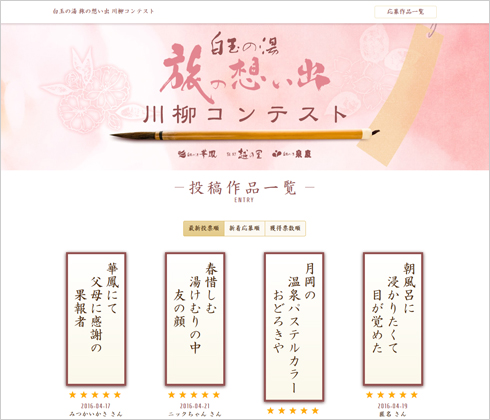 白玉の湯 旅の想い出 川柳コンテスト
応募作品一覧
白玉の湯
旅の想い出
川柳コンテスト
華鳳
越の里
泉慶
投稿作品一覧
ENTRY
最新投票順
新着応募順
獲得票数順
華鳳にて
父母に感謝の
果報者
2016-04-17
みつかいかさ さん
春惜しむ
湯けむりの中
友の顔
2016-04-21
ニックちゃん さん
月岡の
温泉パステルカラー
おどろきや
朝風呂に
浸かりたくて
目が覚めた
2016-04-19
匿名 さん